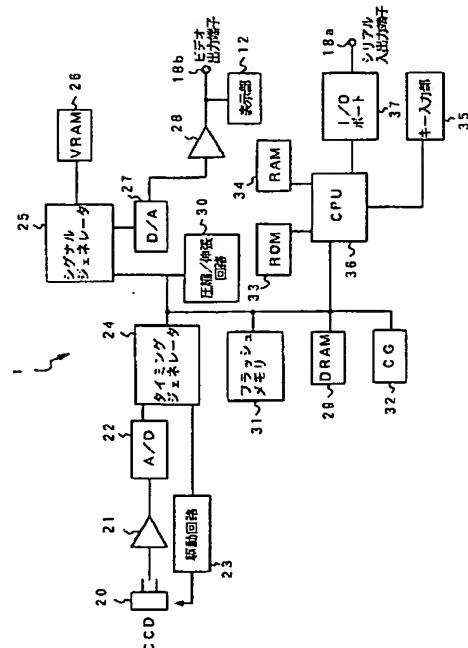 1
CCD
20
21
22
A/D
駆動回路
23
24
タイミング
ジェネレータ
25
シグナル
ジェネレータ
VRAM
26
D/A
27
28
18b
ビデオ
出力端子
表示部
12
30
圧縮/伸張
回路
フラッシュ
メモリ
31
DRAM
29
CG
32
ROM
33
RAM
34
CPU
36
I/O
ポート
37
18a
シリアル
入出力端子
キー入力部
35